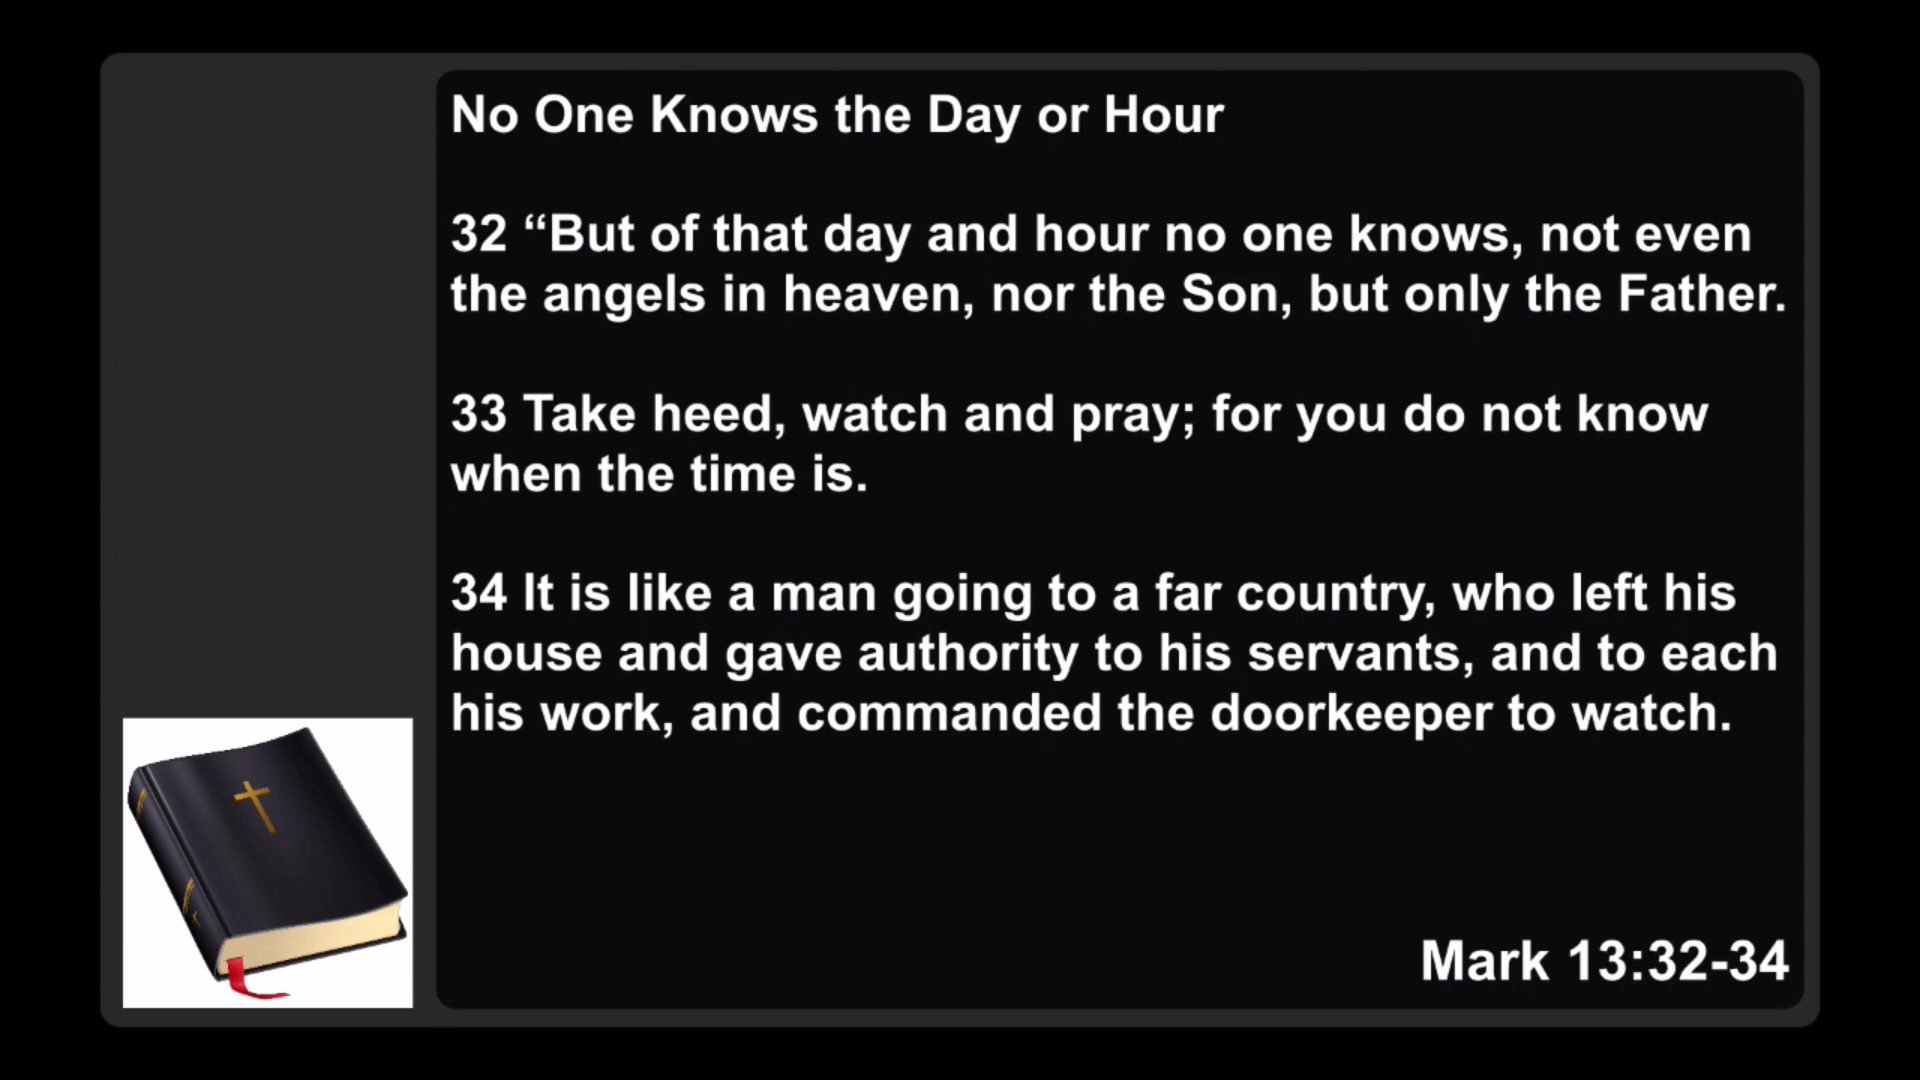 No One Knows the Day or Hour
32 “But of that day and hour no one knows, not even
the angels in heaven, nor the Son, but only the Father.
33 Take heed, watch and pray; for you do not know
when the time is.
34 It is like a man going to a far country, who left his
house and gave authority to his servants, and to each
his work, and commanded the doorkeeper to watch.
Mark 13:32-34